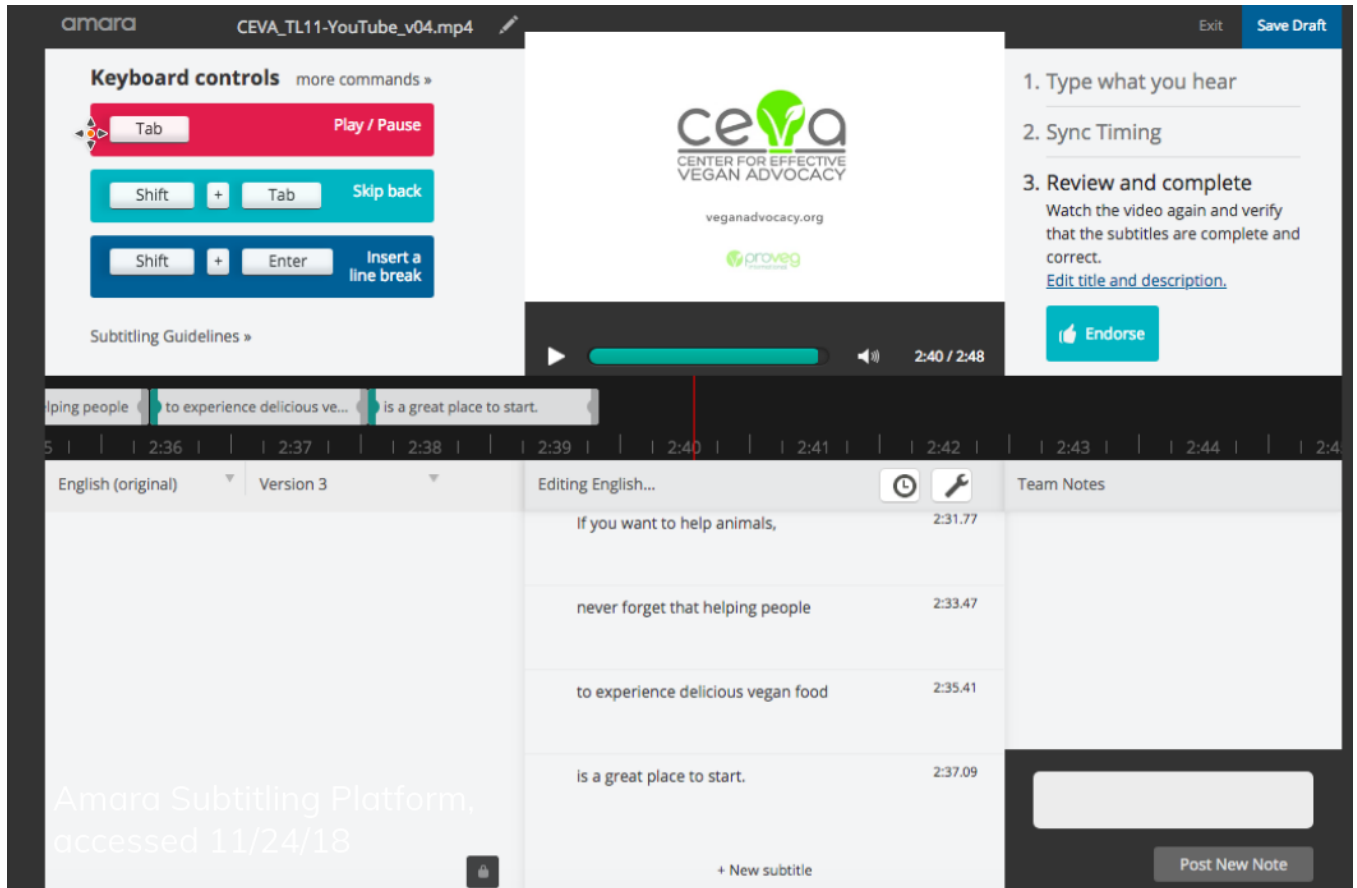 amara
CEVA_TL11-YouTube_v04.mp4
Exit
Save Draft
Keyboard controls more commands »
Tab Play / Pause
Shift + Tab Skip back
Shift + Enter Insert a
line break
Subtitling Guidelines »
ceva
CENTER FOR EFFECTIVE
VEGAN ADVOCACY
veganadvocacy.org
proveg
2:40 / 2:48
1. Type what you hear
2. Sync Timing
3. Review and complete
Watch the video again and verify
that the subtitles are complete and
correct.
Edit title and description.
Endorse
lping people to experience delicious ve... is a great place to start.
5 2:36 2:37 2:38 2:39 2:40 2:41 2:42 2:43 2:44 2:4
English (original) Version 3
Editing English...
Team Notes
If you want to help animals, 2:31.77
never forget that helping people 2:33.47
to experience delicious vegan food 2:35.41
is a great place to start. 2:37.09
+ New subtitle
Amara Subtitling Platform,
accessed 11/24/18
Post New Note